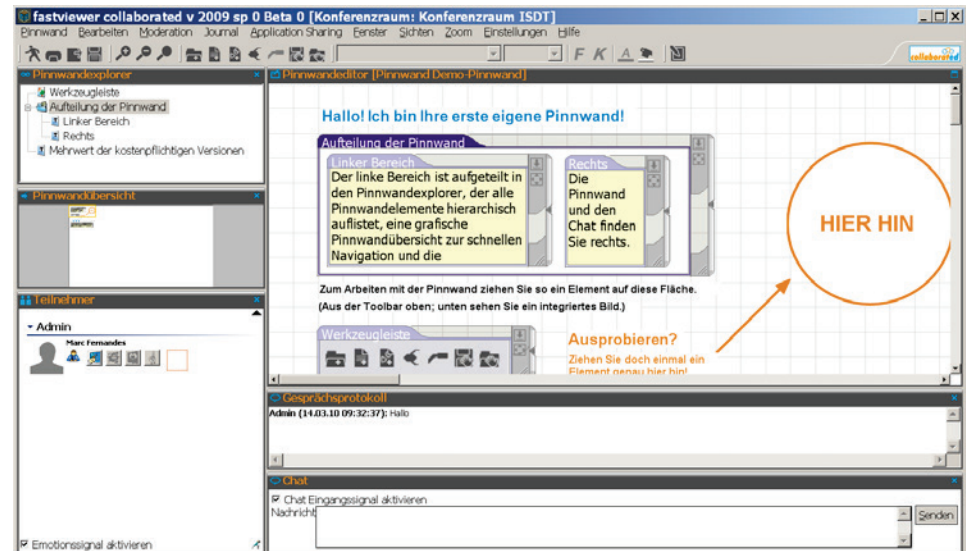 fastviewer collaborated v 2009 sp 0 Beta 0 [Konferenzraum: Konferenzraum ISDT]
Pinnwand Bearbeiten Moderation Journal Application Sharing Fenster Sichten Zoom Einstellungen Hilfe
F K A
collaborated
Pinnwandexplorer
Werkzeugleiste
Aufteilung der Pinnwand
Linker Bereich
Rechts
Mehrwert der kostenpflichtigen Versionen
Pinnwandübersicht
Teilnehmer
Admin
Marc Fernandes
Emotionssignal aktivieren
Pinnwandeditor [Pinnwand Demo-Pinnwand]
Hallo! Ich bin Ihre erste eigene Pinnwand!
Aufteilung der Pinnwand
Linker Bereich
Der linke Bereich ist aufgeteilt in
den Pinnwandexplorer, der alle
Pinnwandelemente hierarchisch
auflistet, eine grafische
Pinnwandübersicht zur schnellen
Navigation und die
Rechts
Die
Pinnwand
und den
Chat finden
Sie rechts.
HIER HIN
Zum Arbeiten mit der Pinnwand ziehen Sie so ein Element auf diese Fläche.
(Aus der Toolbar oben; unten sehen Sie ein integriertes Bild.)
Werkzeugleiste
Ausprobieren?
Ziehen Sie doch einmal ein
Element genau hier hin!
Gesprächsprotokoll
Admin (14.03.10 09:32:37): Hallo
Chat
Chat Eingangssignal aktivieren
Nachricht
Senden